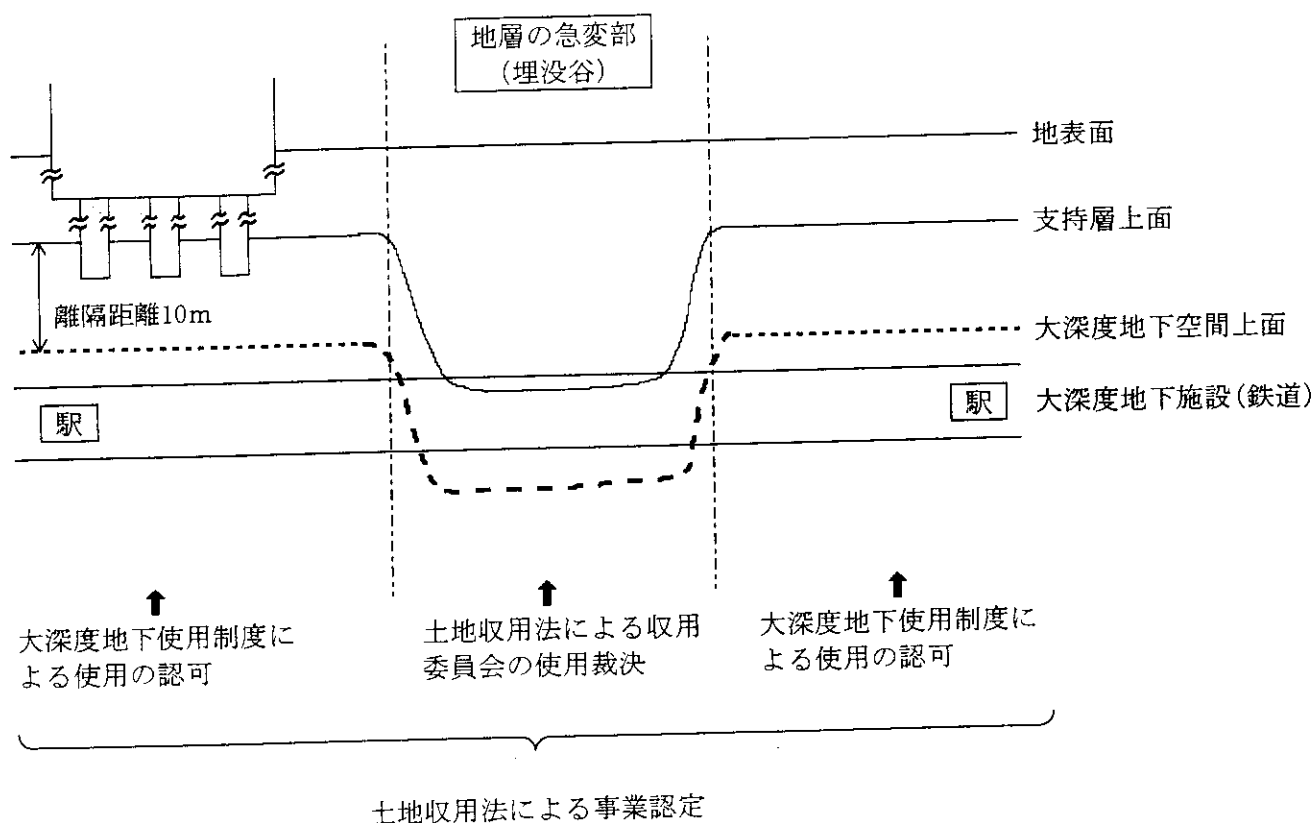 地層の急変部
(埋没谷)
地表面
支持層上面
離隔距離10m
大深度地下空間上面
駅
駅
大深度地下施設(鉄道)
大深度地下使用制度に
よる使用の認可
土地収用法による収用
委員会の使用裁決
大深度地下使用制度に
よる使用の認可
土地収用法による事業認定